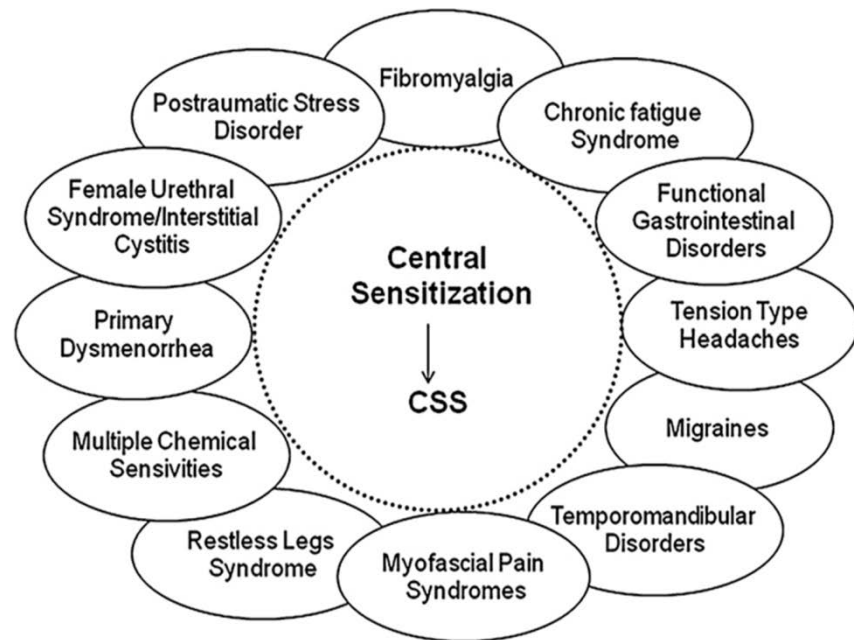 Fibromyalgia
Chronic fatigue
Syndrome
Functional
Gastrointestinal
Disorders
Tension Type
Headaches
Migraines
Temporomandibular
Disorders
Myofascial Pain
Syndromes
Restless Legs
Syndrome
Multiple Chemical
Sensivities
Primary
Dysmenorrhea
Female Urethral
Syndrome/Interstitial
Cystitis
Postraumatic Stress
Disorder
Central
Sensitization
CSS